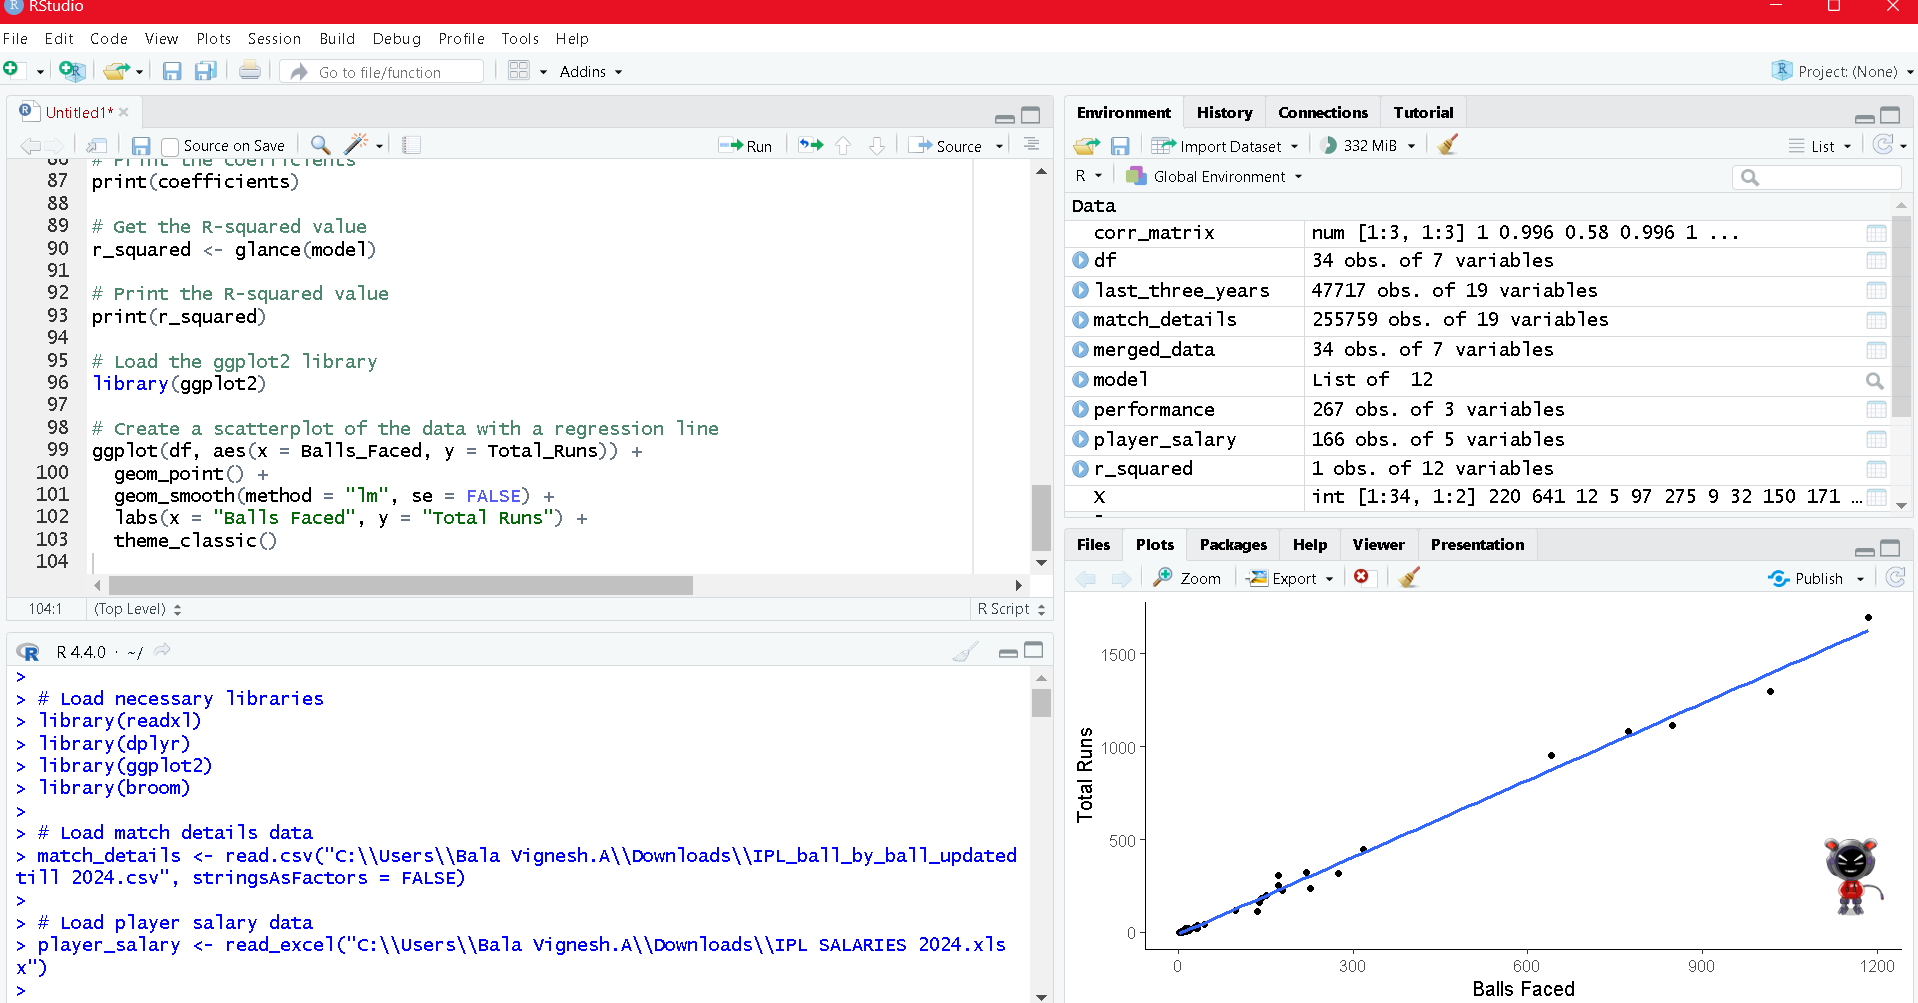 RStudio
File Edit Code View Plots Session Build Debug Profile Tools Help
Go to file/function
Addins
Project: (None)
Untitled1*
Source on Save
Run
Source
86 # Print the coefficients
87 print(coefficients)
88
89 # Get the R-squared value
90 r_squared <- glance(model)
91
92 # Print the R-squared value
93 print(r_squared)
94
95 # Load the ggplot2 library
96 library(ggplot2)
97
98 # Create a scatterplot of the data with a regression line
99 ggplot(df, aes(x = Balls_Faced, y = Total_Runs)) +
100 geom_point() +
101 geom_smooth(method = "lm", se = FALSE) +
102 labs(x = "Balls Faced", y = "Total Runs") +
103 theme_classic()
104
104:1 (Top Level) R Script
R 4.4.0 · ~/
>
> # Load necessary libraries
> library(readxl)
> library(dplyr)
> library(ggplot2)
> library(broom)
>
> # Load match details data
> match_details <- read.csv("C:\\Users\\Bala Vignesh.A\\Downloads\\IPL_ball_by_ball_updated
till 2024.csv", stringsAsFactors = FALSE)
>
> # Load player salary data
> player_salary <- read_excel("C:\\Users\\Bala Vignesh.A\\Downloads\\IPL SALARIES 2024.xls
x")
>
Environment History Connections Tutorial
Import Dataset 332 MiB List
R Global Environment
Data
corr_matrix num [1:3, 1:3] 1 0.996 0.58 0.996 1 ...
df 34 obs. of 7 variables
last_three_years 47717 obs. of 19 variables
match_details 255759 obs. of 19 variables
merged_data 34 obs. of 7 variables
model List of 12
performance 267 obs. of 3 variables
player_salary 166 obs. of 5 variables
r_squared 1 obs. of 12 variables
x int [1:34, 1:2] 220 641 12 5 97 275 9 32 150 171 ...
Files Plots Packages Help Viewer Presentation
Zoom Export Publish
1500
1000
500
0
Total Runs
0 300 600 900 1200
Balls Faced